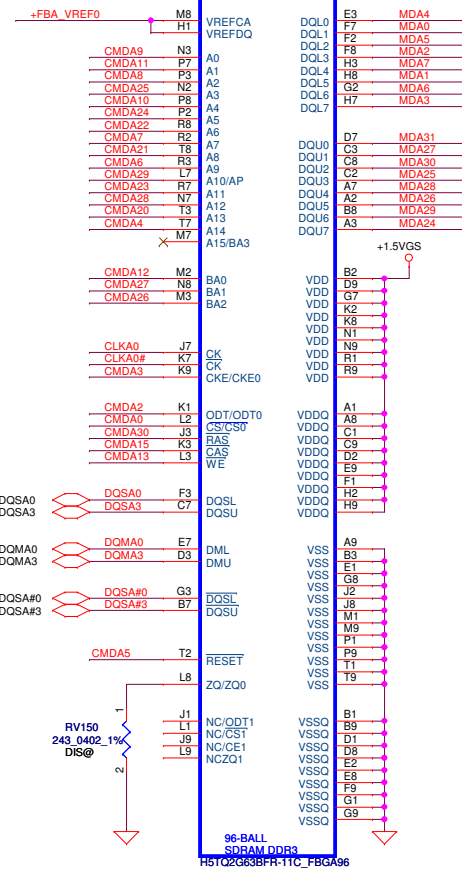 +FBA_VREF0 M8 VREFCA
H1 VREFDQ
CMDA9 N3 A0
CMDA11 P7 A1
CMDA8 P3 A2
CMDA25 N2 A3
CMDA10 P8 A4
CMDA24 P2 A5
CMDA22 R8 A6
CMDA7 R2 A7
CMDA21 T8 A8
CMDA6 R3 A9
CMDA29 L7 A10/AP
CMDA23 R7 A11
CMDA28 N7 A12
CMDA20 T3 A13
CMDA4 T7 A14
M7 A15/BA3
CMDA12 M2 BA0
CMDA27 N8 BA1
CMDA26 M3 BA2
CLKA0 J7 CK
CLKA0# K7 CK
CMDA3 K9 CKE/CKE0
CMDA2 K1 ODT/ODT0
CMDA0 L2 CS/CS0
CMDA30 J3 RAS
CMDA15 K3 CAS
CMDA13 L3 WE
DQSA0 DQSA0 F3 DQSL
DQSA3 DQSA3 C7 DQSU
DQMA0 DQMA0 E7 DML
DQMA3 DQMA3 D3 DMU
DQSA#0 DQSA#0 G3 DQSL
DQSA#3 DQSA#3 B7 DQSU
CMDA5 T2 RESET
L8 ZQ/ZQ0
1
RV150
243_0402_1%
DIS@
2
J1 NC/ODT1
L1 NC/CS1
J9 NC/CE1
L9 NCZQ1
DQL0 E3 MDA4
DQL1 F7 MDA0
DQL2 F2 MDA5
DQL3 F8 MDA2
DQL4 H3 MDA7
DQL5 H8 MDA1
DQL6 G2 MDA6
DQL7 H7 MDA3
DQU0 D7 MDA31
DQU1 C3 MDA27
DQU2 C8 MDA30
DQU3 C2 MDA25
DQU4 A7 MDA28
DQU5 A2 MDA26
DQU6 B8 MDA29
DQU7 A3 MDA24
+1.5VGS
VDD B2
VDD D9
VDD G7
VDD K2
VDD K8
VDD N1
VDD N9
VDD R1
VDD R9
VDDQ A1
VDDQ A8
VDDQ C1
VDDQ C9
VDDQ D2
VDDQ E9
VDDQ F1
VDDQ H2
VDDQ H9
VSS A9
VSS B3
VSS E1
VSS G8
VSS J2
VSS J8
VSS M1
VSS M9
VSS P1
VSS P9
VSS T1
VSS T9
VSSQ B1
VSSQ B9
VSSQ D1
VSSQ D8
VSSQ E2
VSSQ E8
VSSQ F9
VSSQ G1
VSSQ G9
96-BALL
SDRAM DDR3
H5TQ2G63BFR-11C_FBGA96